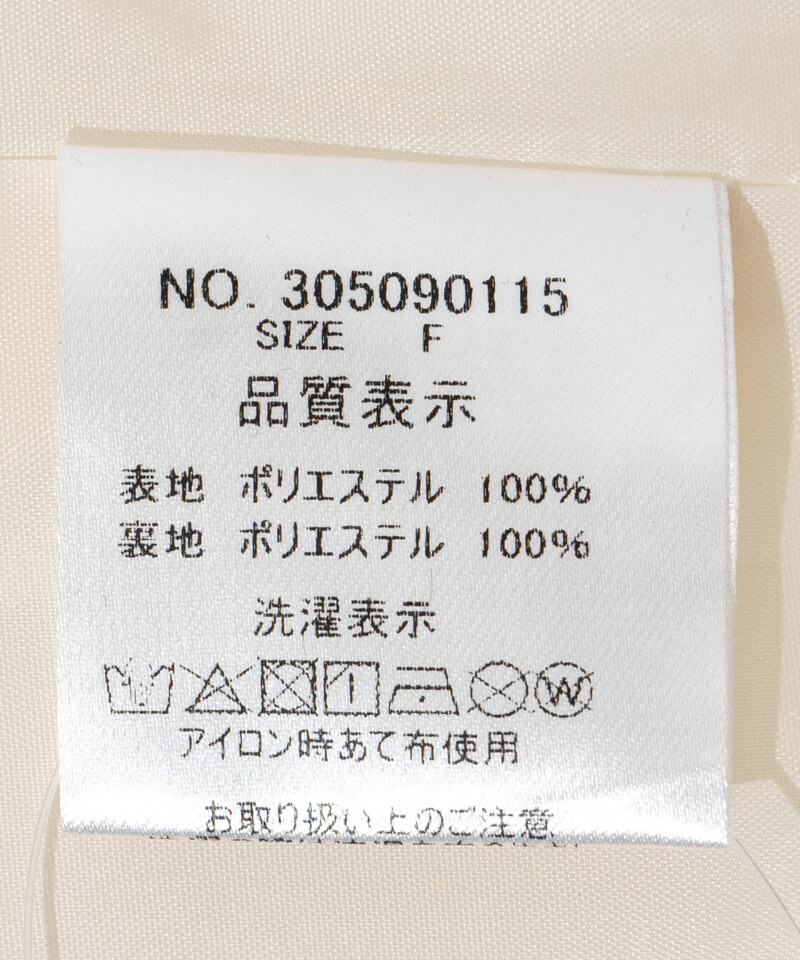 NO. 305090115
SIZE F
品質表示
表地 ポリエステル 100%
裏地 ポリエステル 100%
洗濯表示
W
アイロン時あて布使用
お取り扱い上のご注意